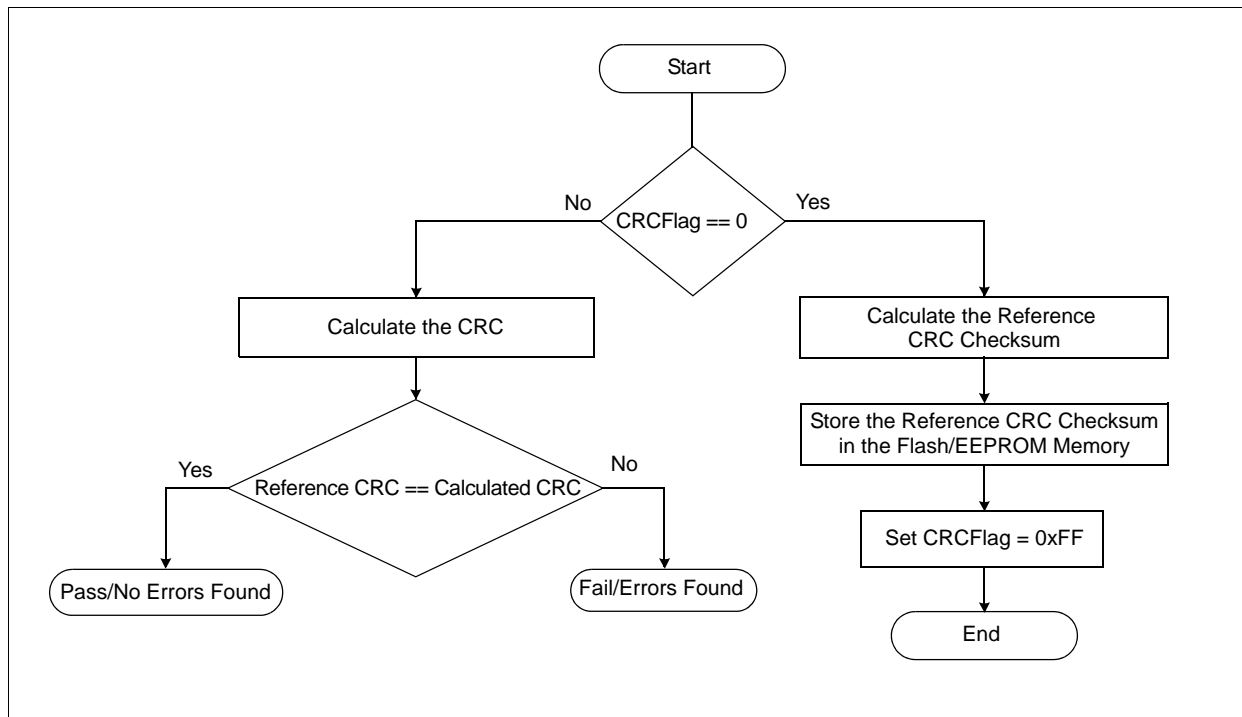 Start
No
Yes
CRCFlag == 0
Calculate the CRC
Calculate the Reference
CRC Checksum
Store the Reference CRC Checksum
in the Flash/EEPROM Memory
Yes
No
Reference CRC == Calculated CRC
Set CRCFlag = 0xFF
Pass/No Errors Found
Fail/Errors Found
End